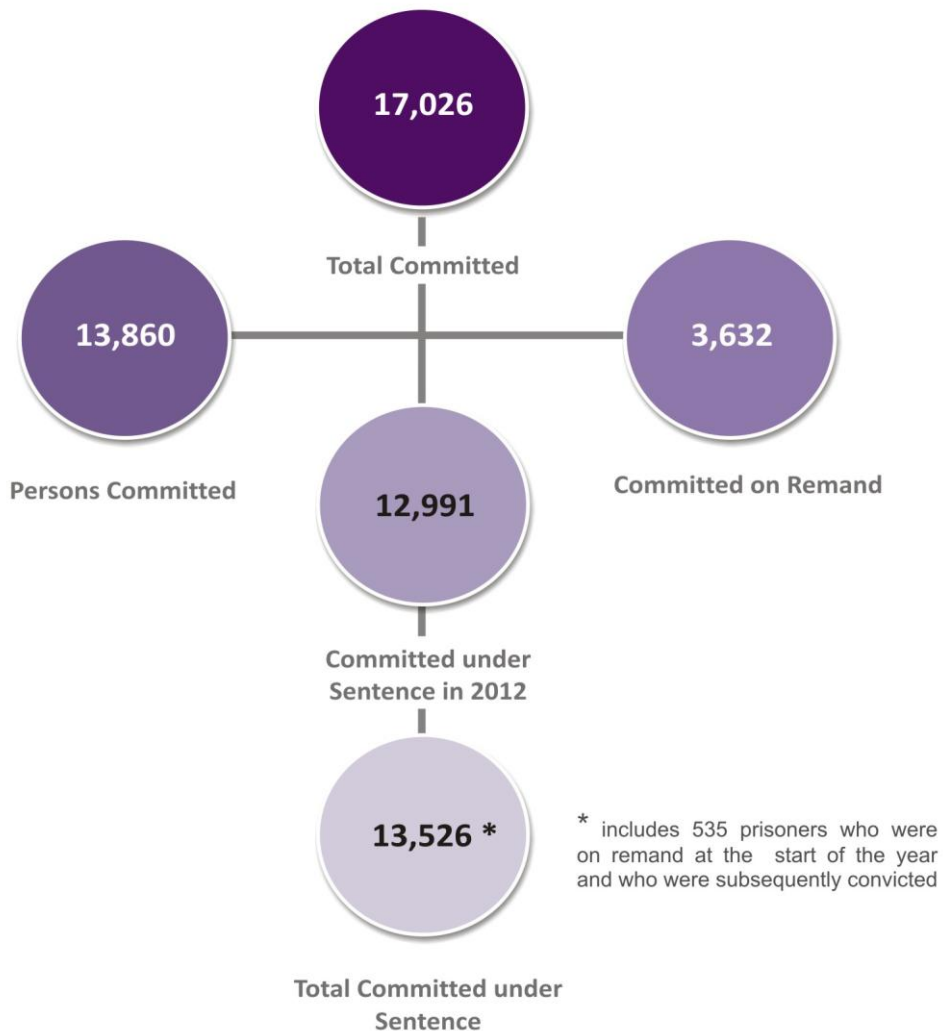 17,026
Total Committed
13,860
3,632
Persons Committed
Committed on Remand
12,991
Committed under
Sentence in 2012
13,526 *
* includes 535 prisoners who were
on remand at the start of the year
and who were subsequently convicted
Total Committed under
Sentence